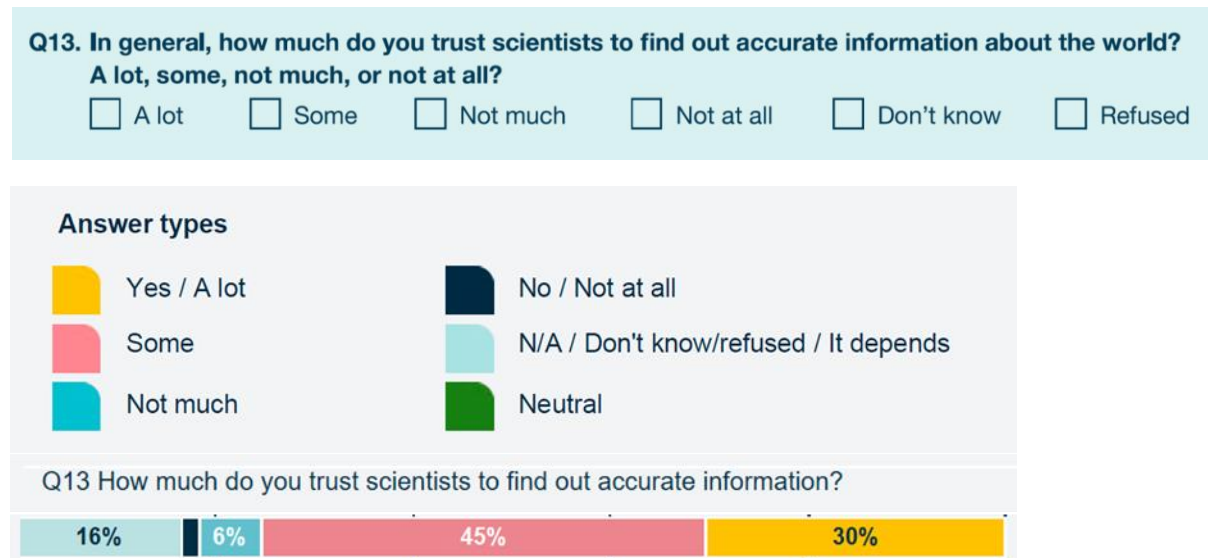 Q13. In general, how much do you trust scientists to find out accurate information about the world?
A lot, some, not much, or not at all?
A lot Some Not much Not at all Don't know Refused
Answer types
Yes / A lot No / Not at all
Some N/A / Don't know/refused / It depends
Not much Neutral
Q13 How much do you trust scientists to find out accurate information?
16% 6% 45% 30%